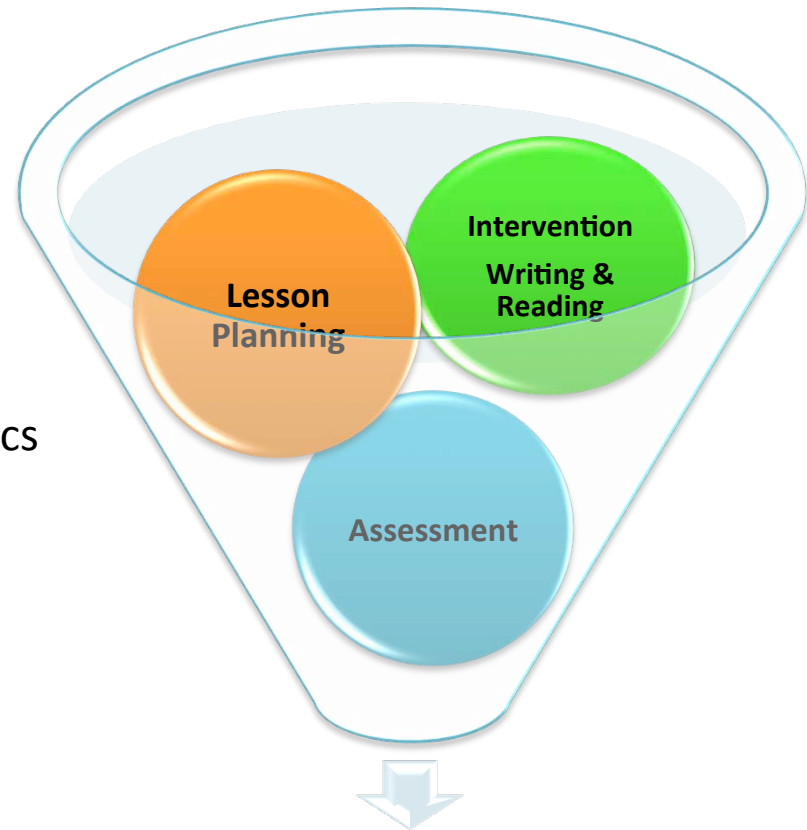 Intervention
Writing &
Reading
Lesson
Planning
cs
Assessment